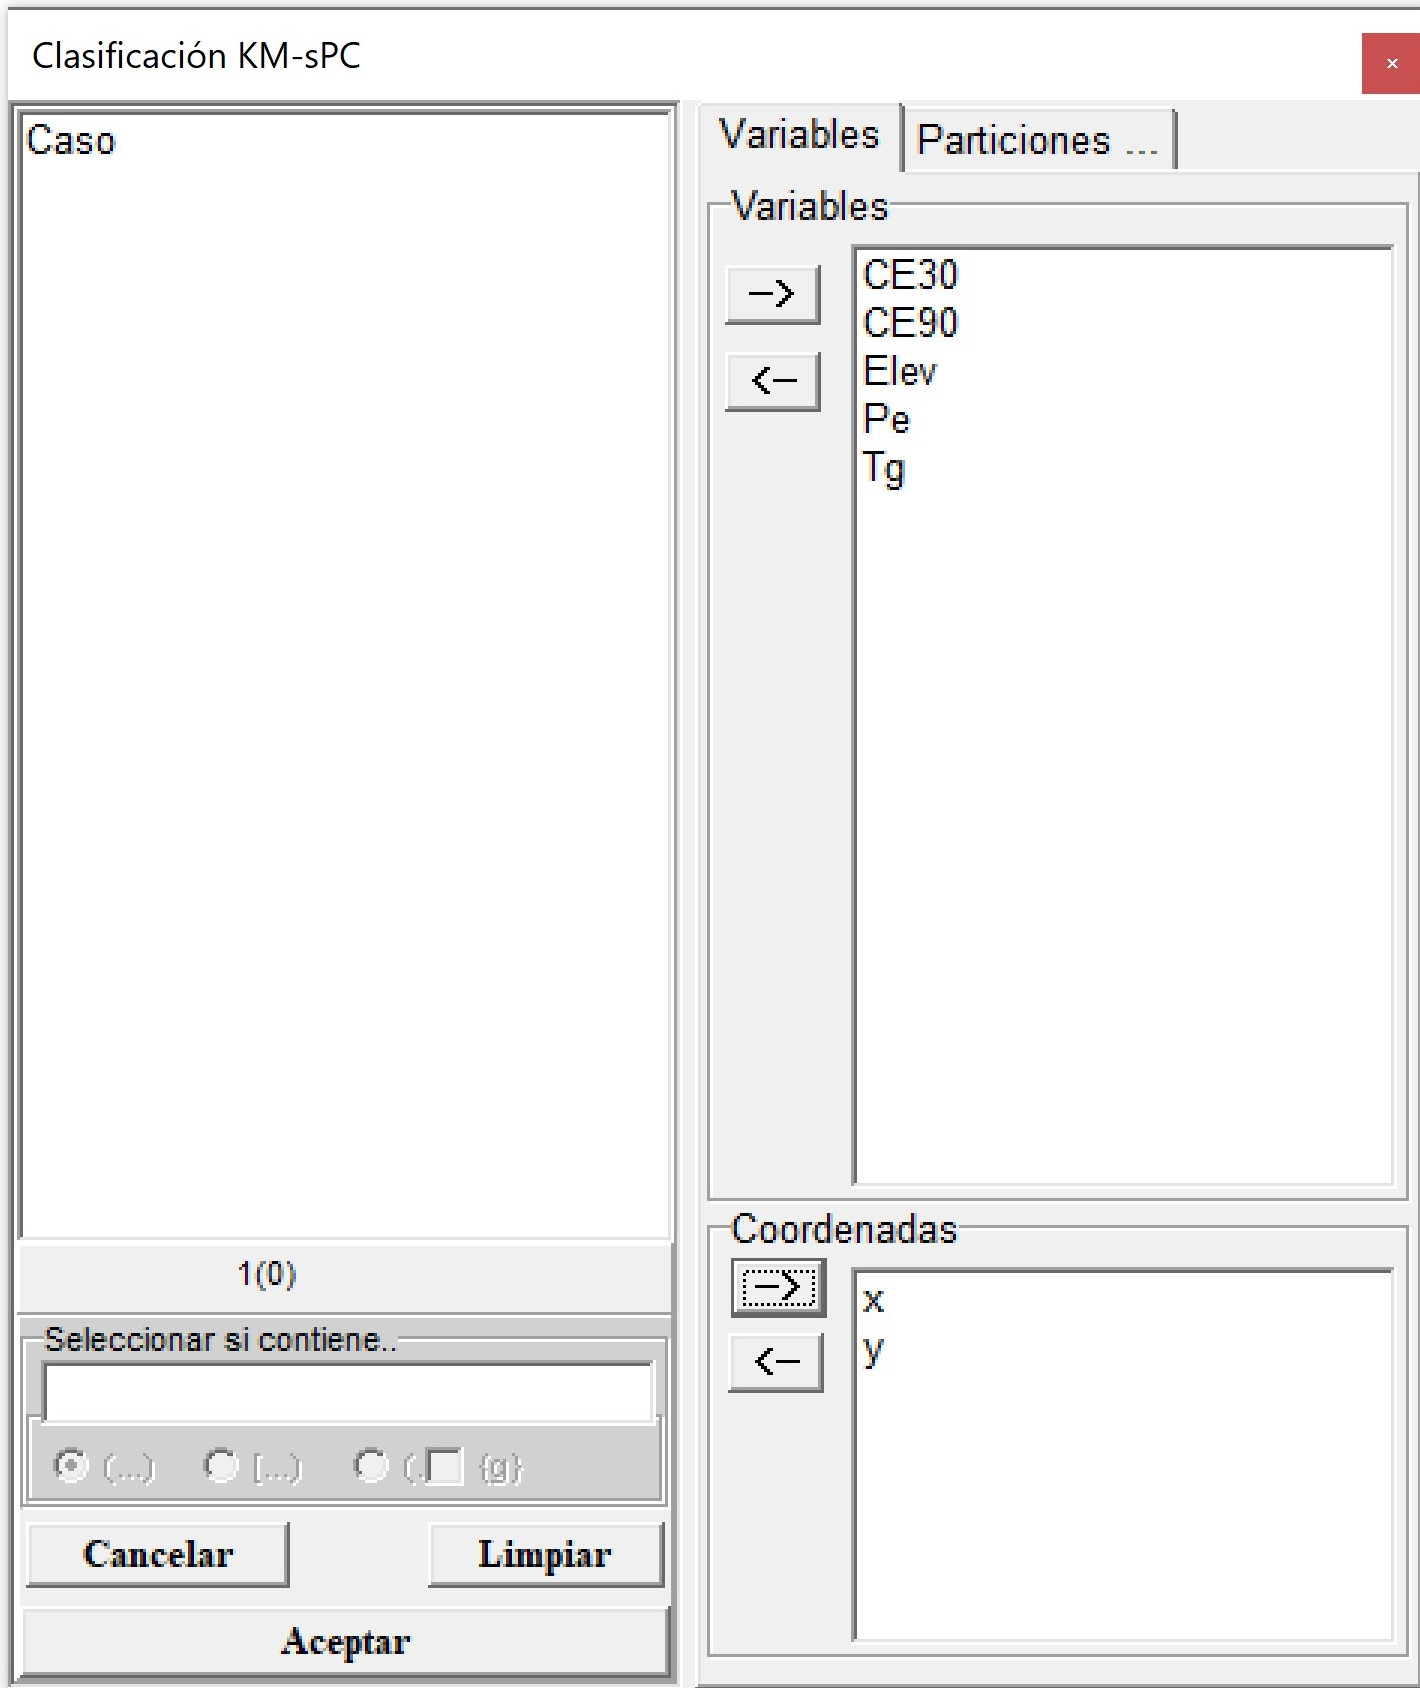 Clasificación KM-sPC
Caso
1(0)
Seleccionar si contiene..
(...) [...) (. {g}
Cancelar Limpiar
Aceptar
Variables Particiones ...
Variables
-->
<--
CE30
CE90
Elev
Pe
Tg
Coordenadas
-->
<--
x
y